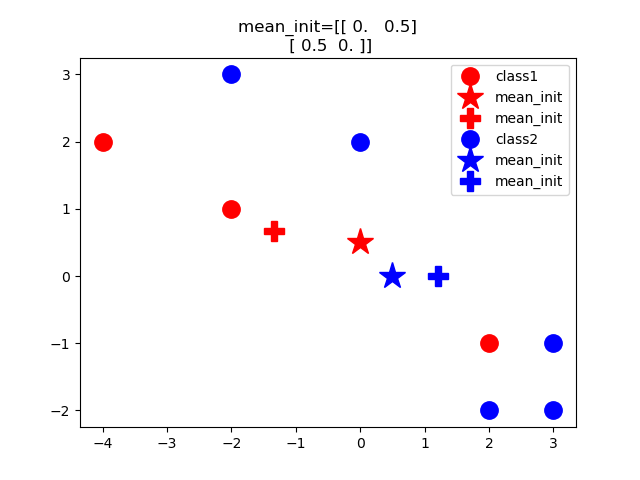 mean_init=[[ 0.   0.5]
[ 0.5  0. ]]
class1
mean_init
mean_init
class2
mean_init
mean_init
3
2
1
0
−1
−2
−4
−3
−2
−1
0
1
2
3